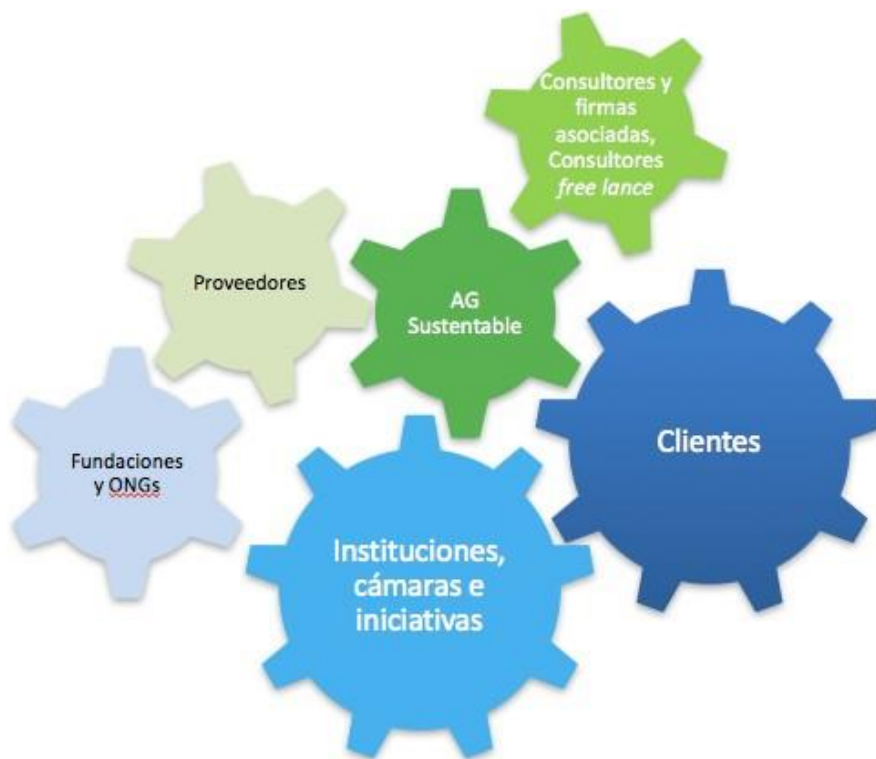 Consultores y
firmas
asociadas,
Consultores
free lance
Proveedores
AG
Sustentable
Clientes
Fundaciones
y ONGs
Instituciones,
cámaras e
iniciativas